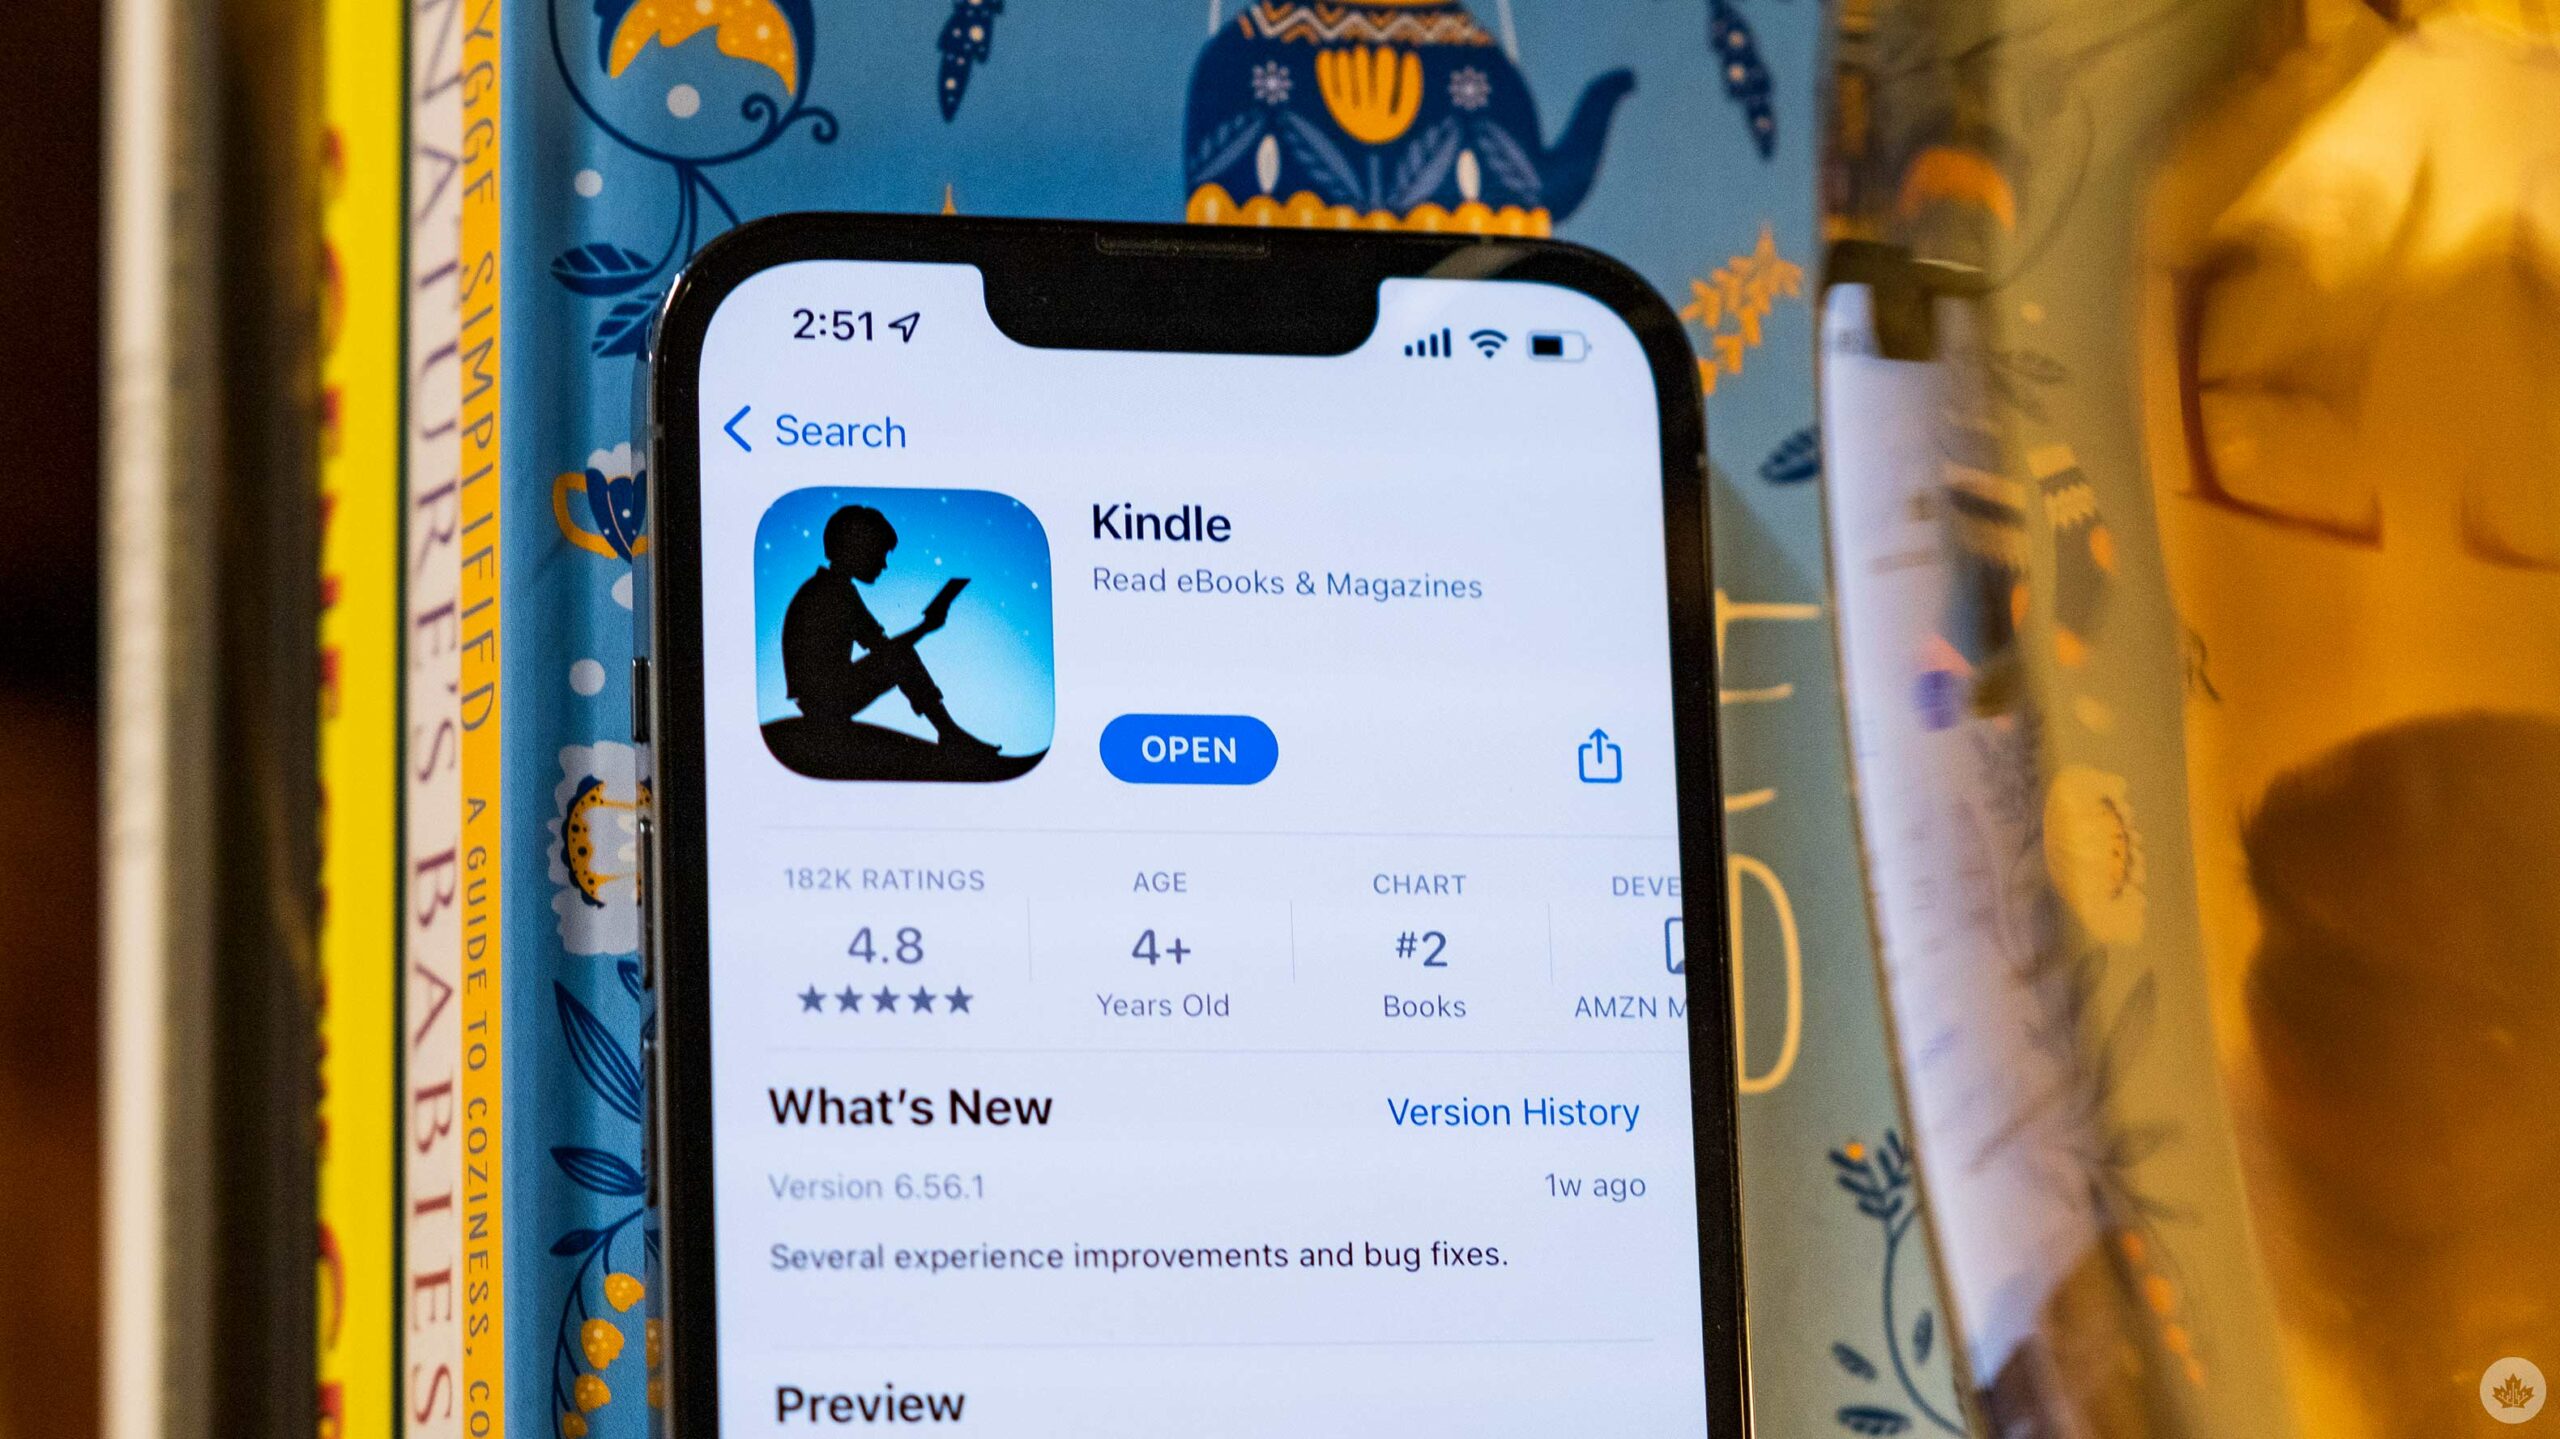 NATURE'S BABIES
HYGGE SIMPLIFIED A GUIDE TO COZINESS, CO
2:51
Search
Kindle
Read eBooks & Magazines
OPEN
182K RATINGS
4.8
AGE
4+
Years Old
CHART
#2
Books
DEVE
AMZN M
What's New
Version History
Version 6.56.1
1w ago
Several experience improvements and bug fixes.
Preview